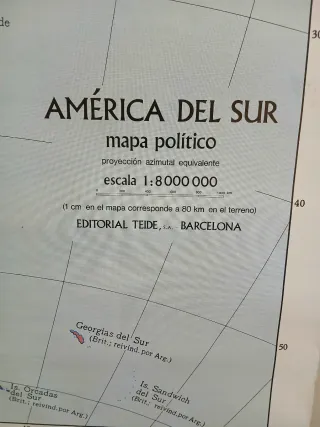 de
30
AMÉRICA DEL SUR
mapa político
proyección azimutal equivalente
escala 1:8 000 000
(1 cm en el mapa corresponde a 80 km en el terreno)
40
EDITORIAL TEIDE, S.A. - BARCELONA
Georgias del Sur
(Brit.; reivind. por Arg.)
50
Is. Orcadas
del Sur
(Brit.; reivind. por Arg.)
Is. Sandwich
del Sur
(Brit.; reivind. por Arg.)